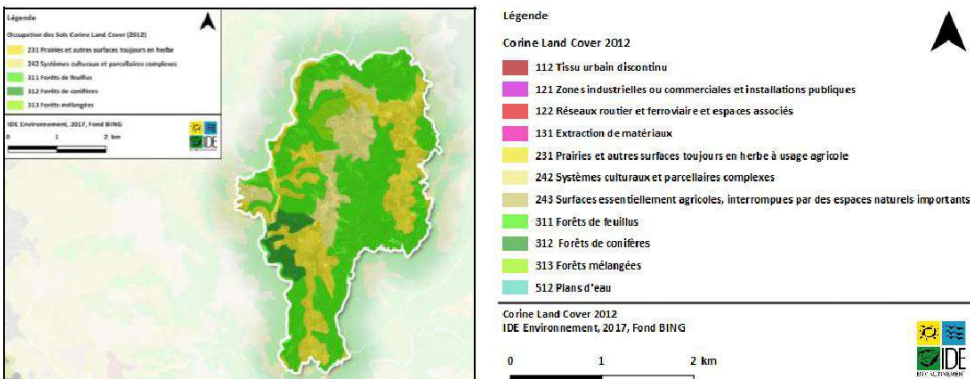 Légende
Occupation des Sols Corine Land Cover (2012)
231 Prairies et autres surfaces toujours en herbe
242 Systèmes culturaux et parcellaires complexes
311 Forêts de feuillus
312 Forêts de conifères
313 Forêts mélangées
IDE Environnement, 2017, Fond BING
0 1 2 km
IDE
Légende
Corine Land Cover 2012
112 Tissu urbain discontinu
121 Zones industrielles ou commerciales et installations publiques
122 Réseaux routier et ferroviaire et espaces associés
131 Extraction de matériaux
231 Prairies et autres surfaces toujours en herbe à usage agricole
242 Systèmes culturaux et parcellaires complexes
243 Surfaces essentiellement agricoles, interrompues par des espaces naturels importants
311 Forêts de feuillus
312 Forêts de conifères
313 Forêts mélangées
512 Plans d'eau
Corine Land Cover 2012
IDE Environnement, 2017, Fond BING
0 1 2 km
IDE
ENVIRONNEMENT